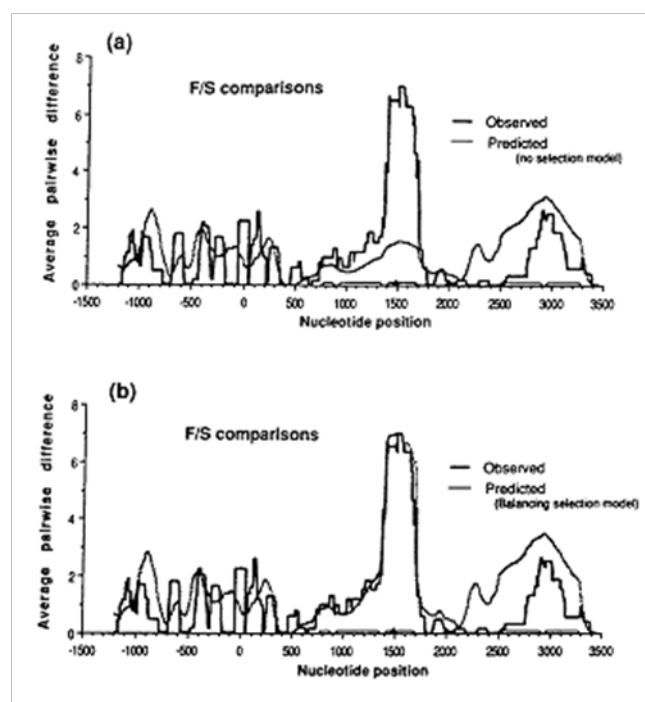 (a)
8
6
4
2
0
Average pairwise difference
F/S comparisons
Observed
Predicted
(no selection model)
-1500 -1000 -500 0 500 1000 1500 2000 2500 3000 3500
Nucleotide position
(b)
8
6
4
2
0
Average pairwise difference
F/S comparisons
Observed
Predicted
(Balancing selection model)
-1500 -1000 -500 0 500 1000 1500 2000 2500 3000 3500
Nucleotide position